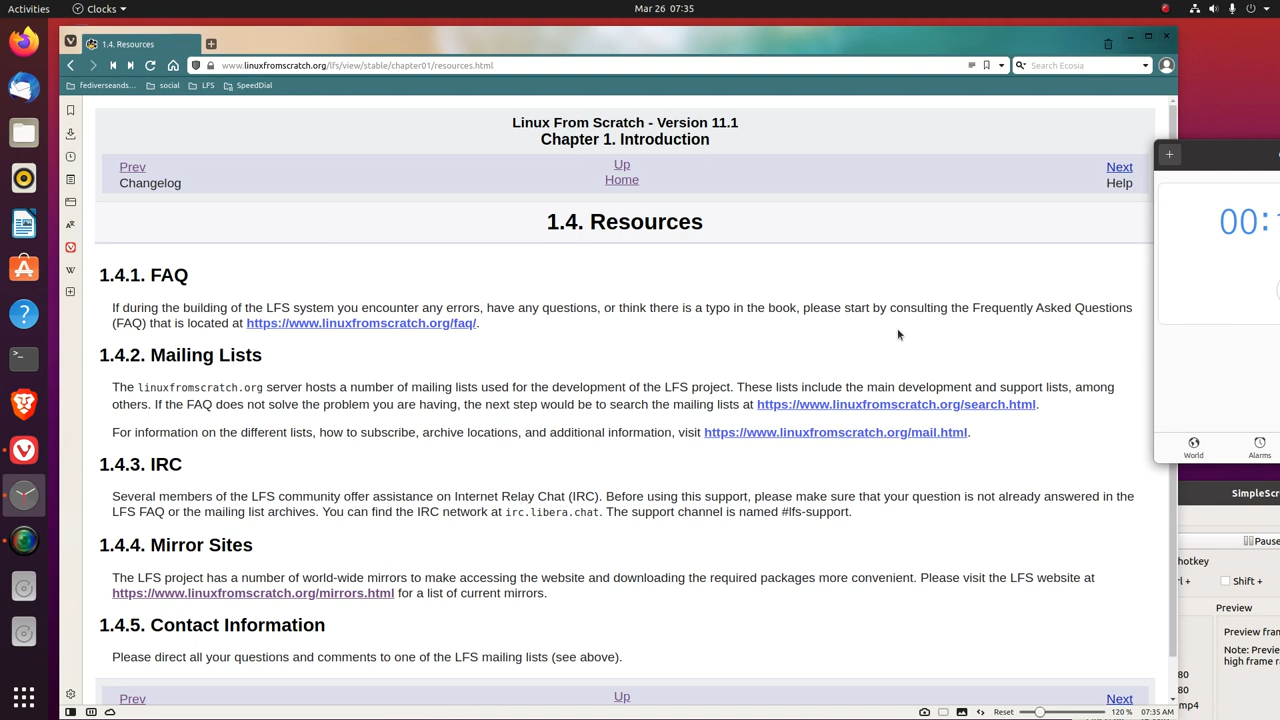 Activities
Clocks
Mar 26 07:35
1.4. Resources
www.linuxfromscratch.org/lfs/view/stable/chapter01/resources.html
Search Ecosia
fediverseands...
social
LFS
SpeedDial
Linux From Scratch - Version 11.1
Chapter 1. Introduction
Prev
Up
Next
Changelog
Home
Help
1.4. Resources
1.4.1. FAQ
If during the building of the LFS system you encounter any errors, have any questions, or think there is a typo in the book, please start by consulting the Frequently Asked Questions
(FAQ) that is located at https://www.linuxfromscratch.org/faq/.
1.4.2. Mailing Lists
The linuxfromscratch.org server hosts a number of mailing lists used for the development of the LFS project. These lists include the main development and support lists, among
others. If the FAQ does not solve the problem you are having, the next step would be to search the mailing lists at https://www.linuxfromscratch.org/search.html.
For information on the different lists, how to subscribe, archive locations, and additional information, visit https://www.linuxfromscratch.org/mail.html.
1.4.3. IRC
Several members of the LFS community offer assistance on Internet Relay Chat (IRC). Before using this support, please make sure that your question is not already answered in the
LFS FAQ or the mailing list archives. You can find the IRC network at irc.libera.chat. The support channel is named #lfs-support.
1.4.4. Mirror Sites
The LFS project has a number of world-wide mirrors to make accessing the website and downloading the required packages more convenient. Please visit the LFS website at
https://www.linuxfromscratch.org/mirrors.html for a list of current mirrors.
1.4.5. Contact Information
Please direct all your questions and comments to one of the LFS mailing lists (see above).
Prev
Up
Next
Reset
120 %
07:35 AM
00:
World
Alarms
SimpleScr
Pause
hotkey
rl +
Shift +
Preview
Preview fran
Note: Previe
high frame ra
80
80
mp4